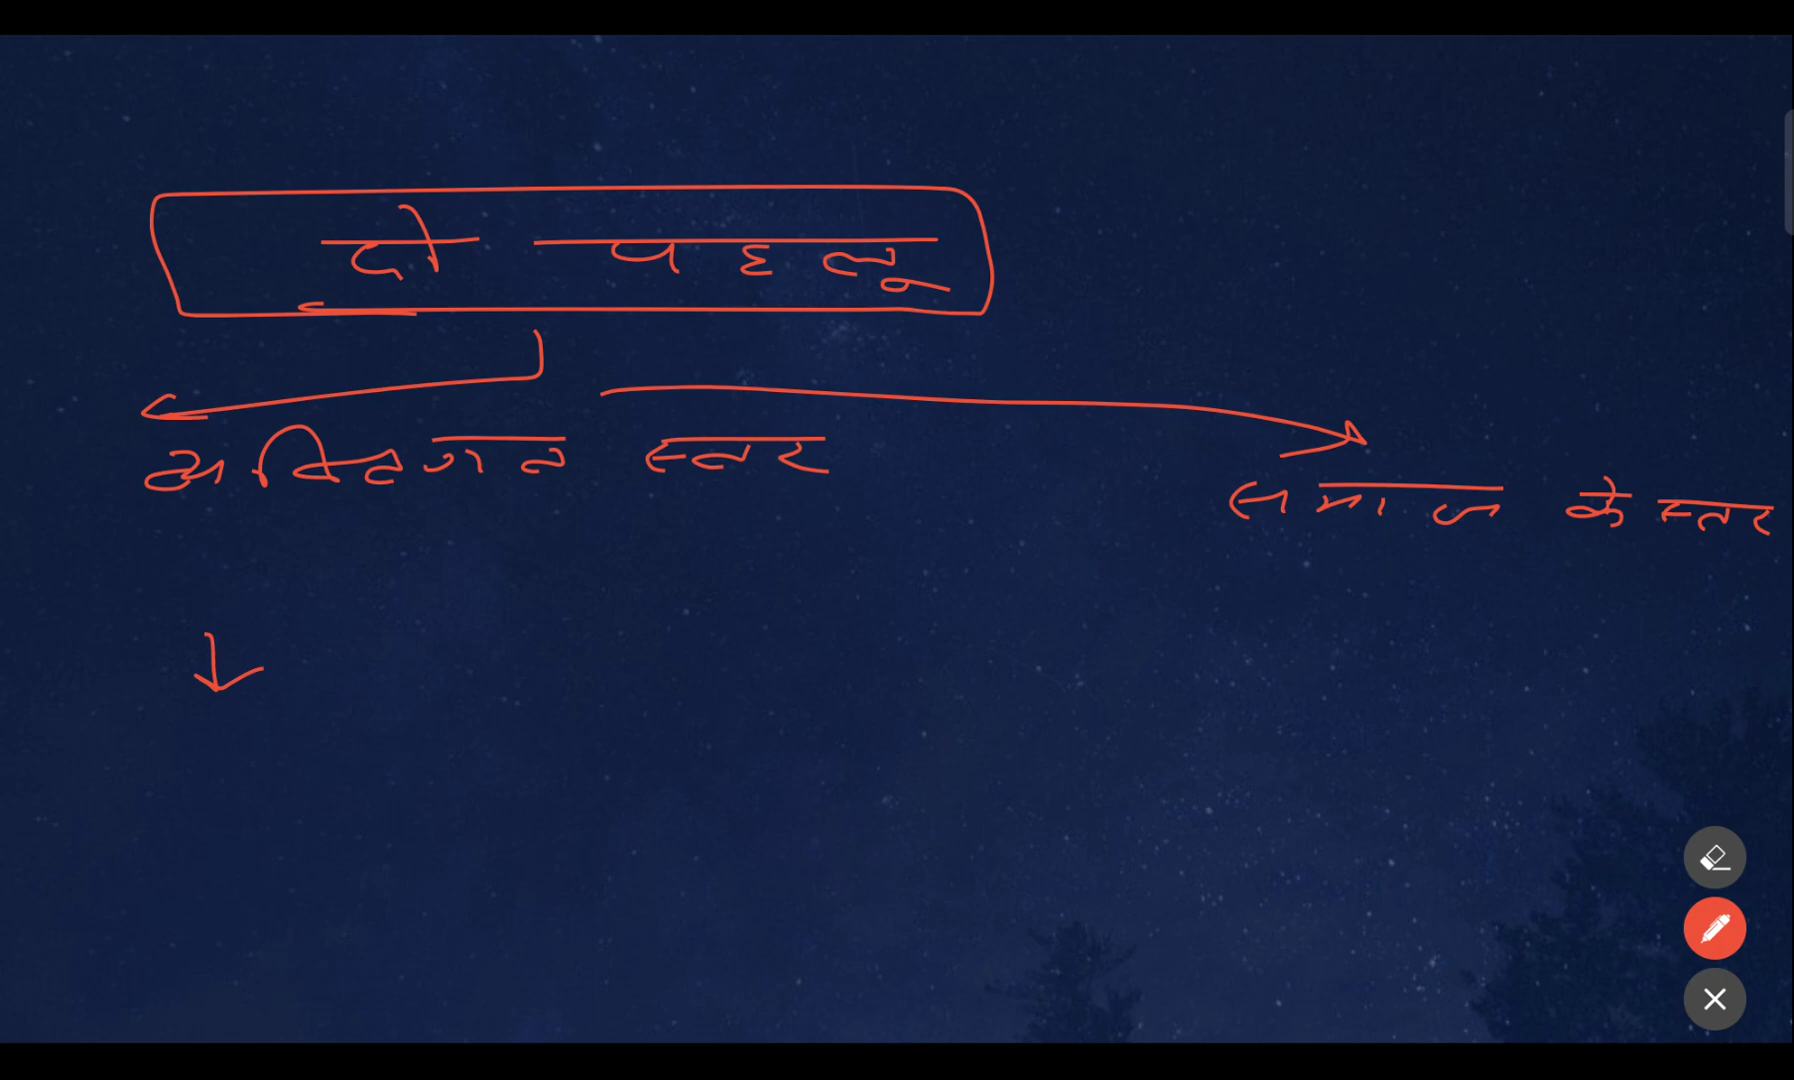 दो पहलू
व्यक्तिगत स्तर
समाज के स्तर